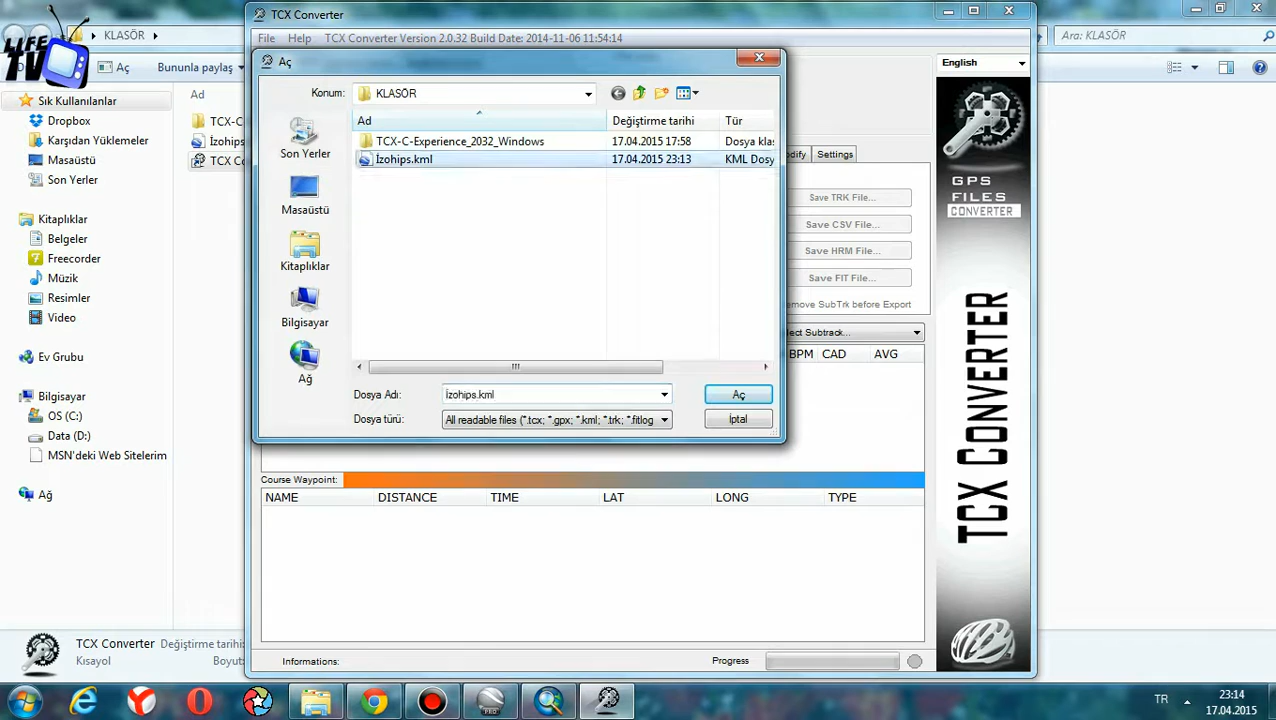 LIFE
TV
KLASÖR
Ara: KLASÖR
Aç
Bununla paylaş
Sık Kullanılanlar
Dropbox
Karşıdan Yüklemeler
Masaüstü
Son Yerler
Kitaplıklar
Belgeler
Freecorder
Müzik
Resimler
Video
Ev Grubu
Bilgisayar
OS (C:)
Data (D:)
MSN'deki Web Sitelerim
Ağ
Ad
TCX-C
İzohips
TCX Co
TCX Converter
File Help TCX Converter Version 2.0.32 Build Date: 2014-11-06 11:54:14
Aç
Konum: KLASÖR
Ad Değiştirme tarihi Tür
TCX-C-Experience_2032_Windows 17.04.2015 17:58 Dosya klas
İzohips.kml 17.04.2015 23:13 KML Dosy
Son Yerler
Masaüstü
Kitaplıklar
Bilgisayar
Ağ
Dosya Adı: İzohips.kml Aç
Dosya türü: All readable files (*.tcx; *.gpx; *.kml; *.trk; *.fitlog İptal
odify Settings
Save TRK File...
Save CSV File...
Save HRM File...
Save FIT File...
move SubTrk before Export
lect Subtrack...
BPM CAD AVG
Course Waypoint:
NAME DISTANCE TIME LAT LONG TYPE
Informations: Progress
English
GPS
FILES
CONVERTER
TCX CONVERTER
TCX Converter Değiştirme tarihi:
Kısayol Boyut:
PRO
TR
23:14
17.04.2015